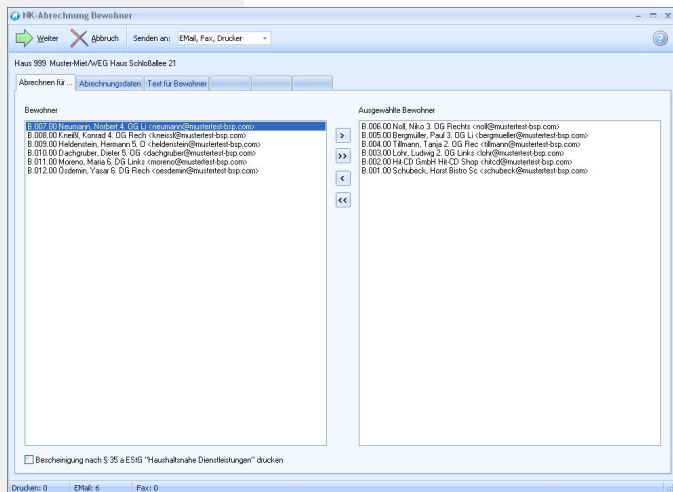 NK-Abrechnung Bewohner
Weiter Abbruch Senden an: EMail, Fax, Drucker
Haus 999 Muster-Miet/WEG Haus Schloßallee 21
Abrechnen für ... Abrechnungsdaten Text für Bewohner
Bewohner
B.007.00 Neumann, Norbert 4. OG Li <neumann@mustertest-bsp.com>
B.008.00 Kneißl, Konrad 4. OG Rech <kneissl@mustertest-bsp.com>
B.009.00 Heldenstein, Hermann 5. O <heldenstein@mustertest-bsp.com>
B.010.00 Dachgruber, Dieter 5. OG <dachgruber@mustertest-bsp.com>
B.011.00 Moreno, Maria 6. DG Links <moreno@mustertest-bsp.com>
B.012.00 Ösdemin, Yasar 6. DG Rech <oesdemin@mustertest-bsp.com>
>
>>
<
<<
Ausgewählte Bewohner
B.006.00 Noll, Niko 3. OG Rechts <noll@mustertest-bsp.com>
B.005.00 Bergmüller, Paul 3. OG Li <bergmueller@mustertest-bsp.com>
B.004.00 Tillmann, Tanja 2. OG Rec <tillmann@mustertest-bsp.com>
B.003.00 Lohr, Ludwig 2. OG Links <lohr@mustertest-bsp.com>
B.002.00 Hit-CD GmbH Hit-CD Shop <hitcd@mustertest-bsp.com>
B.001.00 Schubeck, Horst Bistro Sc <schubeck@mustertest-bsp.com>
Bescheinigung nach § 35 a EStG "Haushaltsnahe Dienstleistungen" drucken
Drucken: 0 EMail: 6 Fax: 0